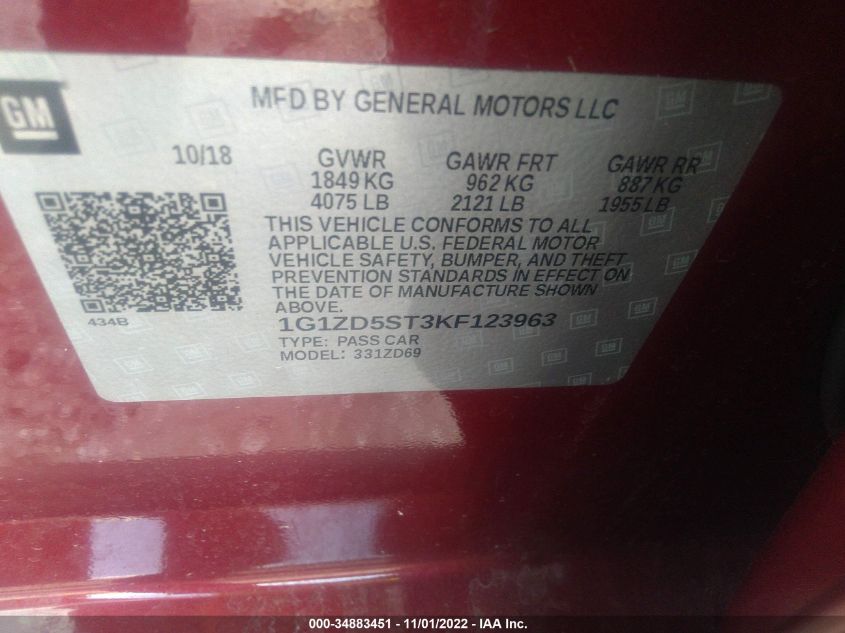 GM
MFD BY GENERAL MOTORS LLC
10/18 GVWR GAWR FRT GAWR RR
1849 KG 962 KG 887 KG
4075 LB 2121 LB 1955 LB
THIS VEHICLE CONFORMS TO ALL
APPLICABLE U.S. FEDERAL MOTOR
VEHICLE SAFETY, BUMPER, AND THEFT
PREVENTION STANDARDS IN EFFECT ON
THE DATE OF MANUFACTURE SHOWN
ABOVE.
434B
1G1ZD5ST3KF123963
TYPE: PASS CAR
MODEL: 331ZD69
000-34883451 - 11/01/2022 - IAA Inc.